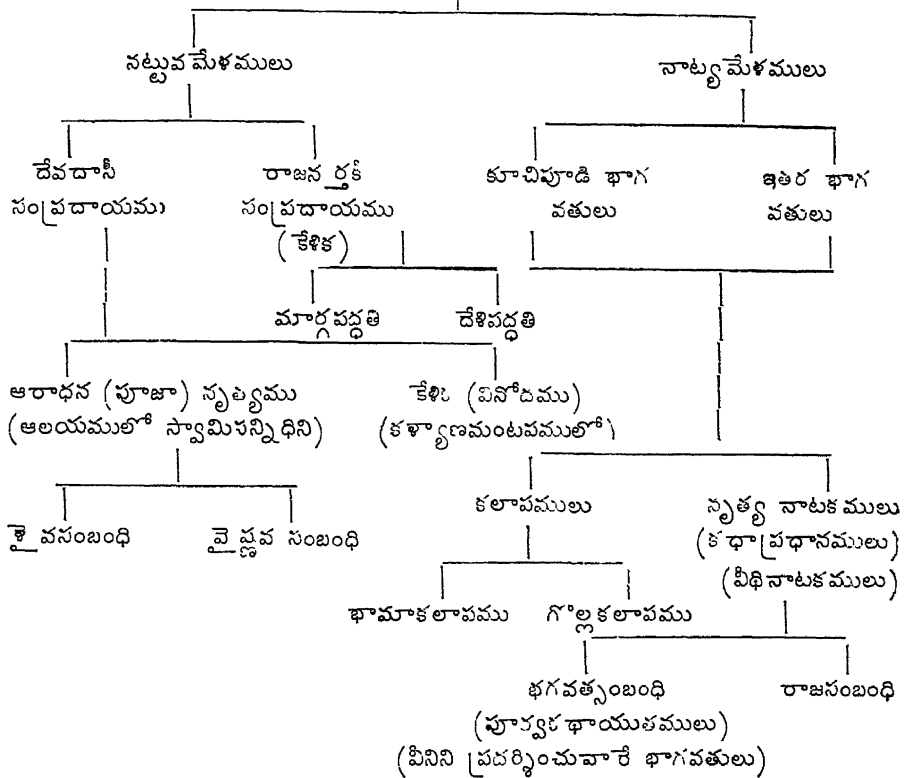 నట్టువ మేళములు
నాట్య మేళములు
దేవదాసీ
సంప్రదాయము
రాజనర్తకీ
సంప్రదాయము
(కేళిక)
కూచిపూడి భాగ
వతులు
ఇతర భాగ
వతులు
మార్గపద్ధతి
దేశిపద్ధతి
ఆరాధన (పూజా) నృత్యము
(ఆలయములో స్వామిసన్నిధిని)
కేళిక (వినోదము)
(కళ్యాణమంటపములో)
శైవసంబంధి
వైష్ణవ సంబంధి
కలాపములు
నృత్య నాటకములు
(కథాప్రధానములు)
(వీథినాటకములు)
భామాకలాపము
గొల్లకలాపము
భగవత్సంబంధి
(పూర్వకథాయుతములు)
(వీనిని ప్రదర్శించువారే భాగవతులు)
రాజసంబంధి